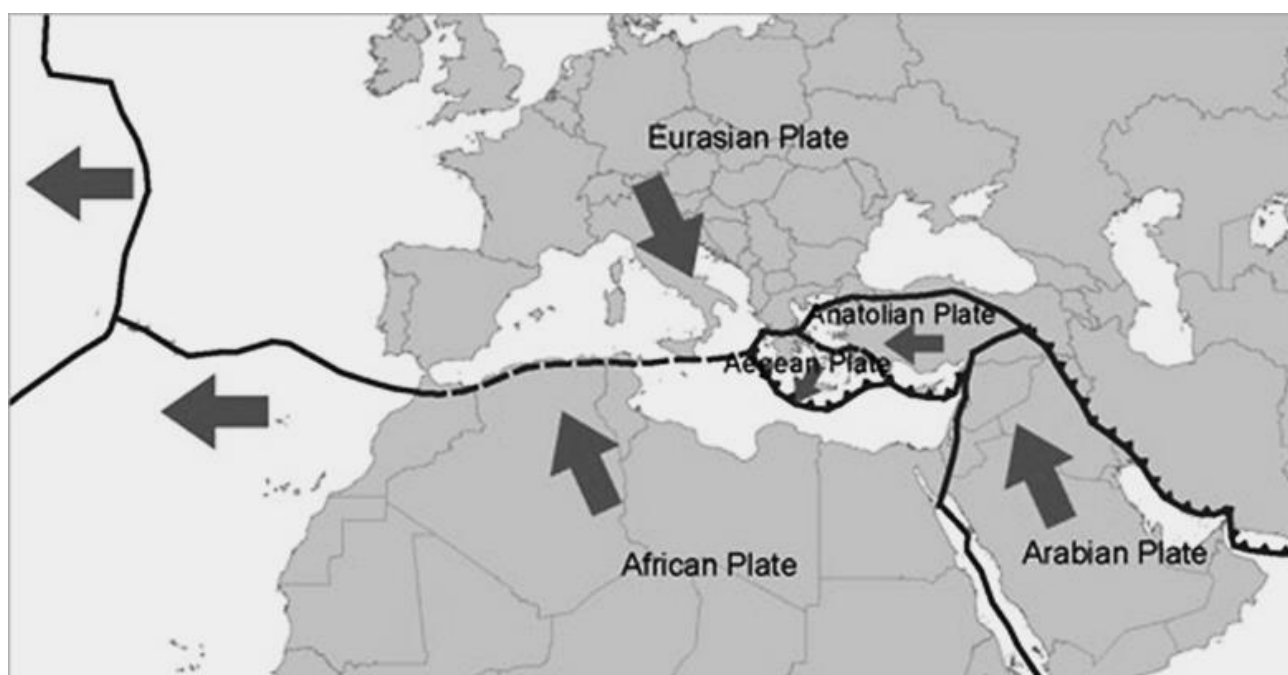 Eurasian Plate
Anatolian Plate
Aegean Plate
African Plate
Arabian Plate